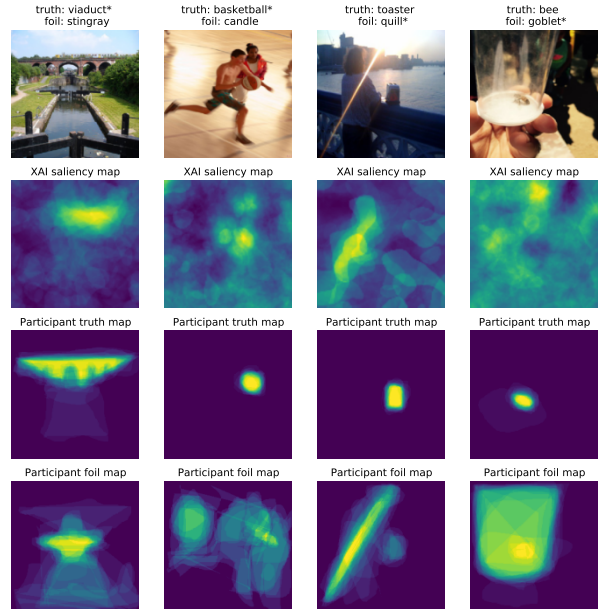 truth: viaduct*
foil: stingray
truth: basketball*
foil: candle
truth: toaster
foil: quill*
truth: bee
foil: goblet*
XAI saliency map
XAI saliency map
XAI saliency map
XAI saliency map
Participant truth map
Participant truth map
Participant truth map
Participant truth map
Participant foil map
Participant foil map
Participant foil map
Participant foil map